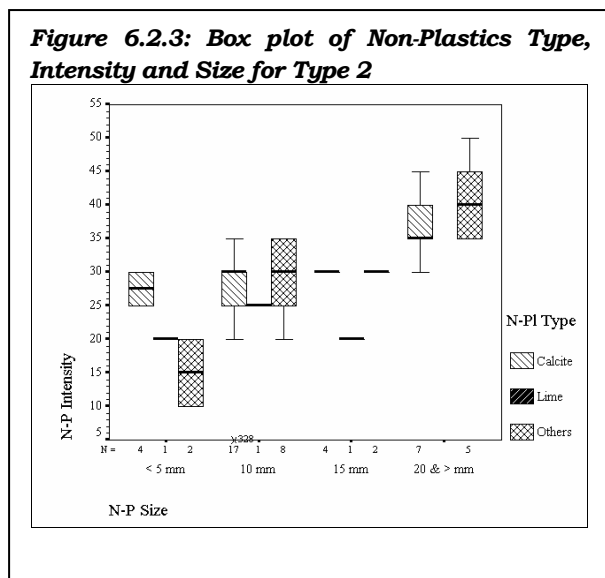 Figure 6.2.3: Box plot of Non-Plastics Type,
Intensity and Size for Type 2
55
50
45
40
35
30
25
20
15
10
5
N-P Intensity
N-Pl Type
Calcite
Lime
Others
328
N = 4 1 2 17 1 8 4 1 2 7 5
< 5 mm 10 mm 15 mm 20 & > mm
N-P Size